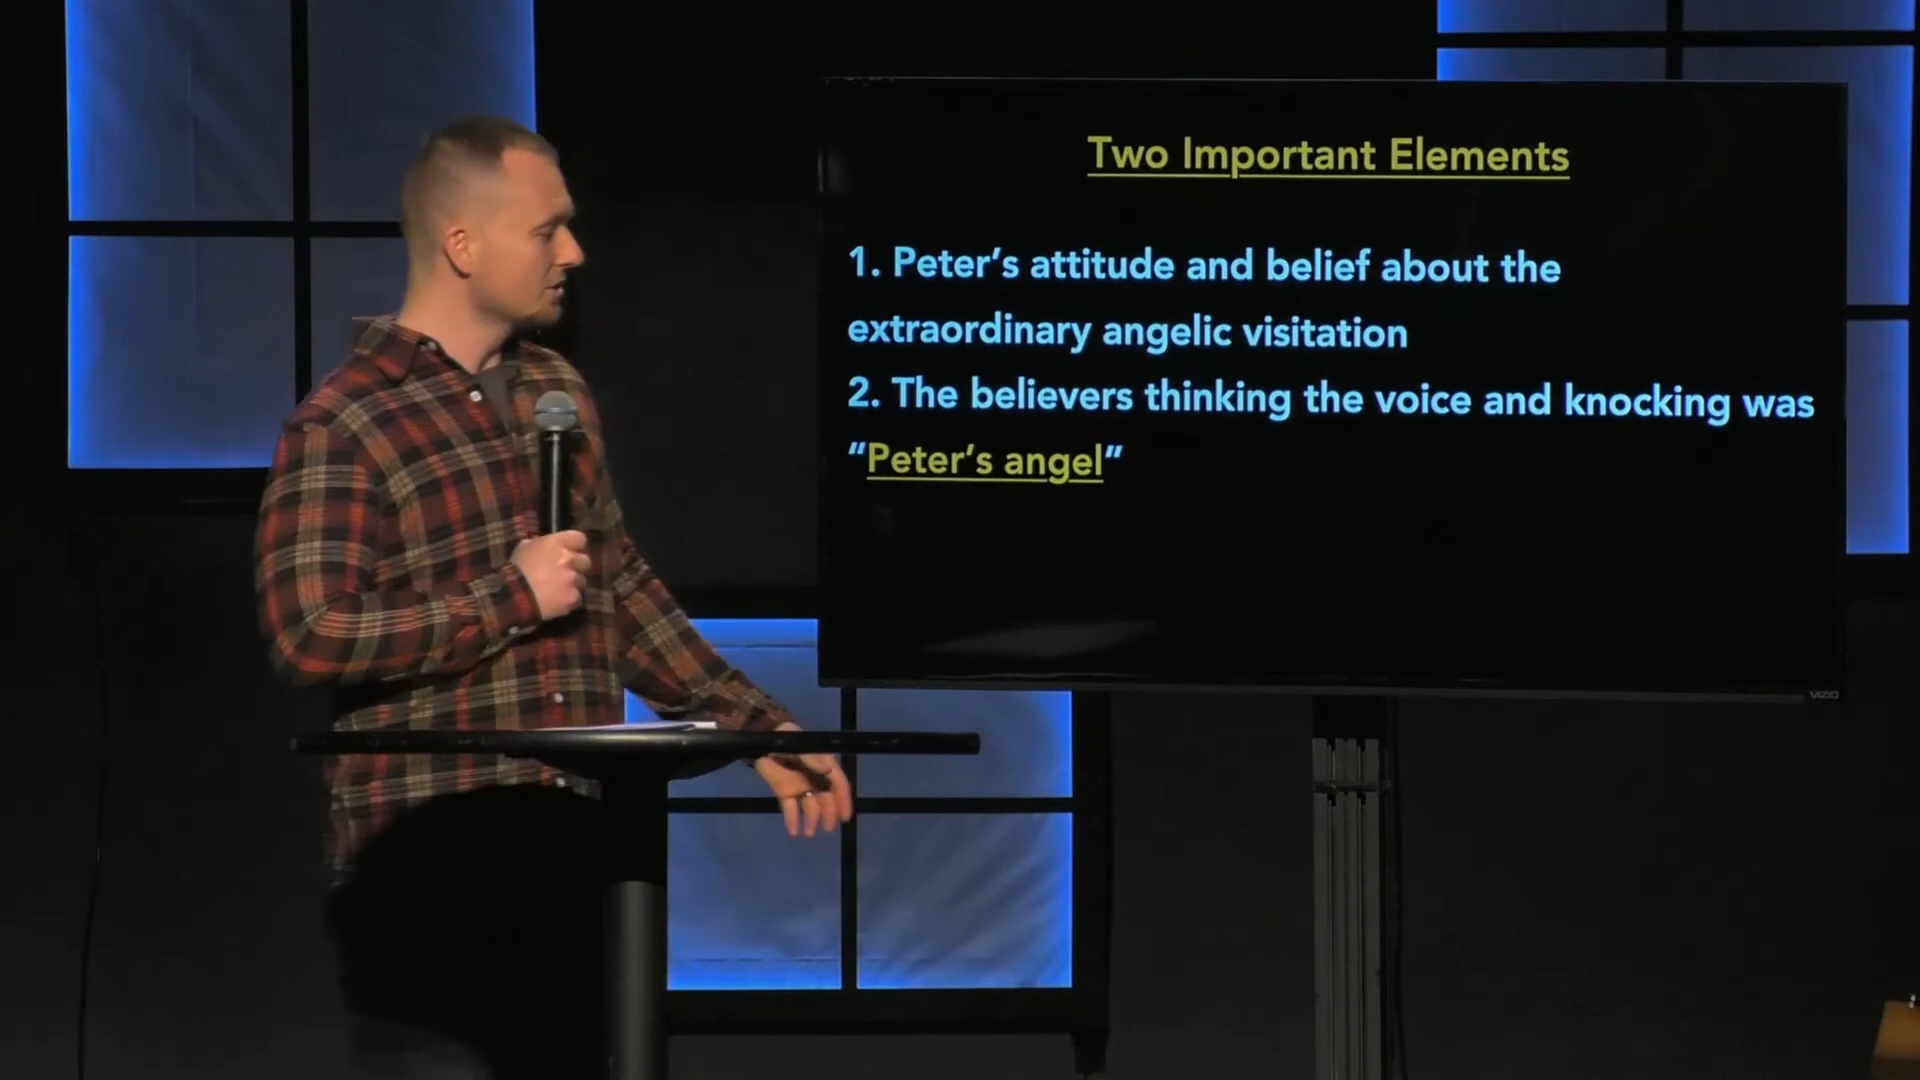 Two Important Elements
1. Peter's attitude and belief about the
extraordinary angelic visitation
2. The believers thinking the voice and knocking was
"Peter's angel"
VIZIO